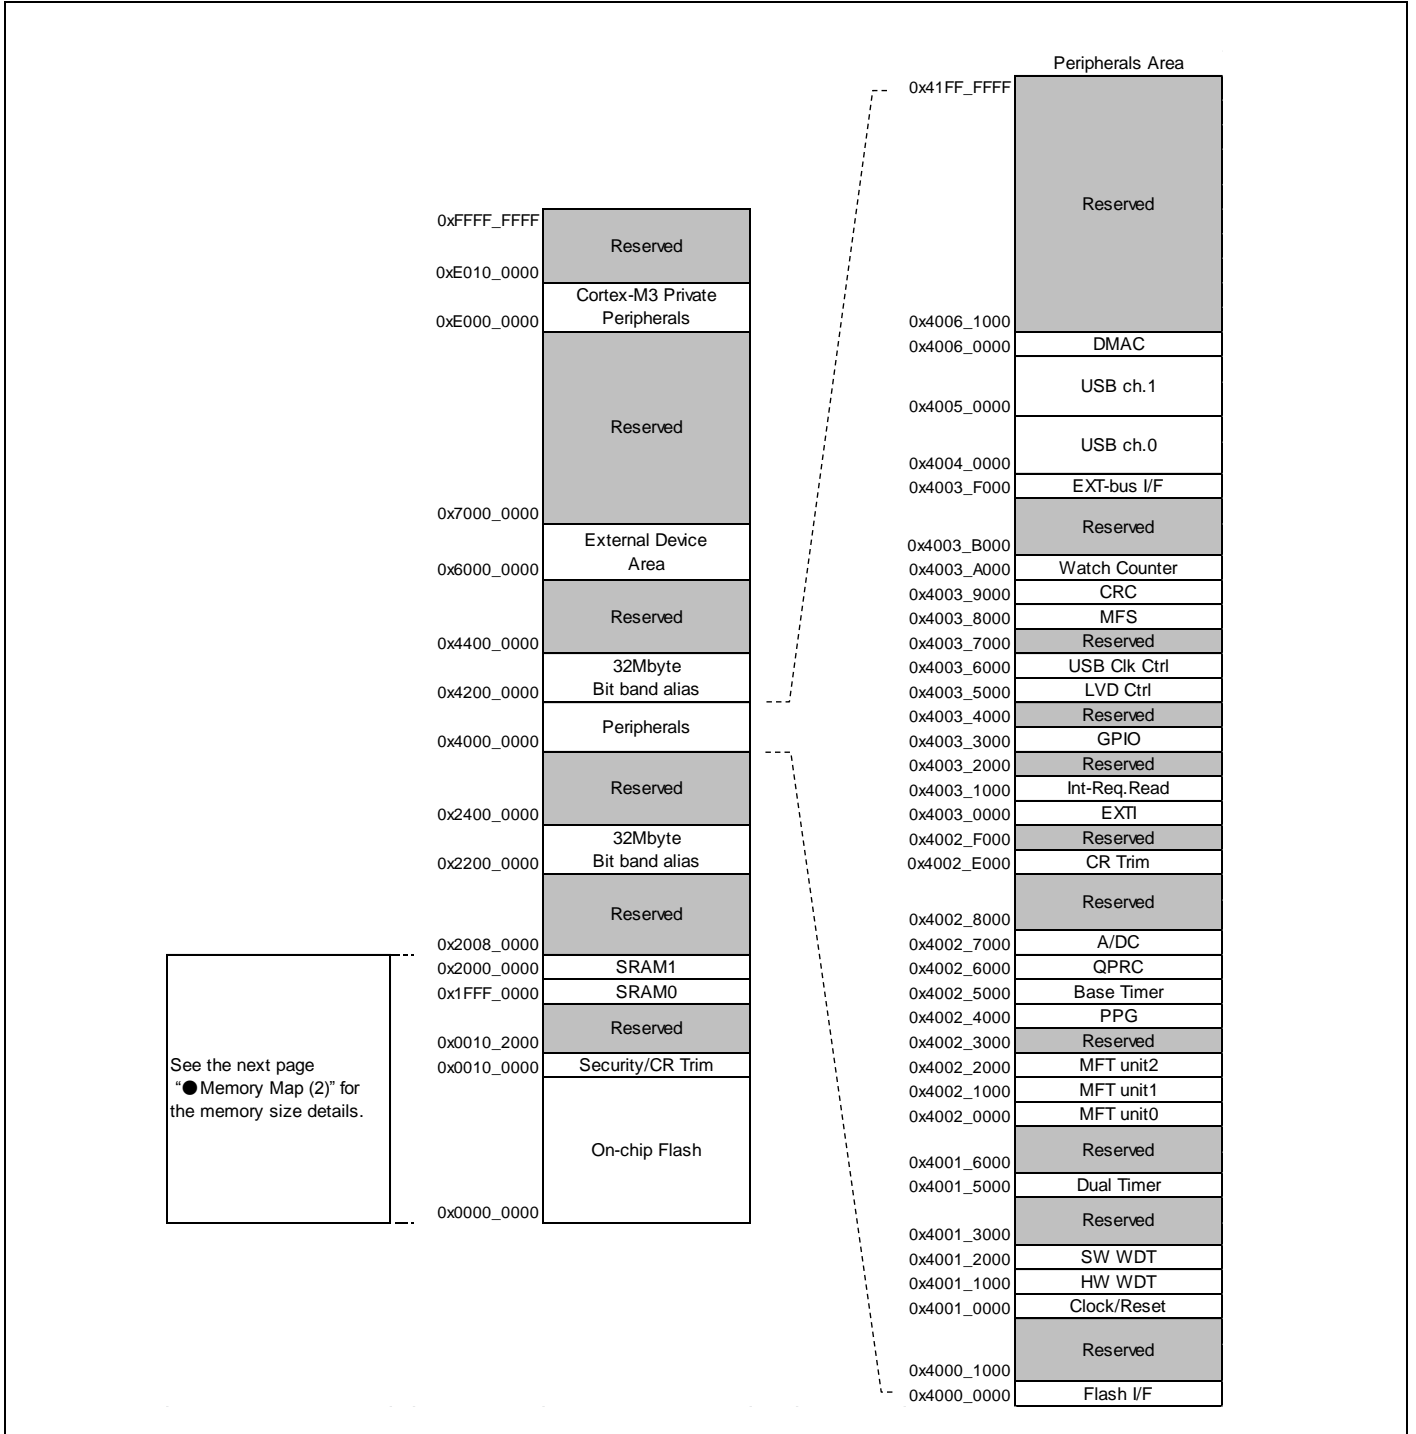 Peripherals Area
0x41FF_FFFF
Reserved
0x4006_1000
0x4006_0000 DMAC
USB ch.1
0x4005_0000
USB ch.0
0x4004_0000
0x4003_F000 EXT-bus I/F
Reserved
0x4003_B000
0x4003_A000 Watch Counter
0x4003_9000 CRC
0x4003_8000 MFS
0x4003_7000 Reserved
0x4003_6000 USB Clk Ctrl
0x4003_5000 LVD Ctrl
0x4003_4000 Reserved
0x4003_3000 GPIO
0x4003_2000 Reserved
0x4003_1000 Int-Req.Read
0x4003_0000 EXTI
0x4002_F000 Reserved
0x4002_E000 CR Trim
Reserved
0x4002_8000
0x4002_7000 A/DC
0x4002_6000 QPRC
0x4002_5000 Base Timer
0x4002_4000 PPG
0x4002_3000 Reserved
0x4002_2000 MFT unit2
0x4002_1000 MFT unit1
0x4002_0000 MFT unit0
Reserved
0x4001_6000
0x4001_5000 Dual Timer
Reserved
0x4001_3000
0x4001_2000 SW WDT
0x4001_1000 HW WDT
0x4001_0000 Clock/Reset
Reserved
0x4000_1000
0x4000_0000 Flash I/F
0xFFFF_FFFF
Reserved
0xE010_0000
Cortex-M3 Private
0xE000_0000 Peripherals
Reserved
0x7000_0000
External Device
0x6000_0000 Area
Reserved
0x4400_0000
32Mbyte
0x4200_0000 Bit band alias
Peripherals
0x4000_0000
Reserved
0x2400_0000
32Mbyte
0x2200_0000 Bit band alias
Reserved
0x2008_0000
0x2000_0000 SRAM1
0x1FFF_0000 SRAM0
Reserved
0x0010_2000
0x0010_0000 Security/CR Trim
On-chip Flash
0x0000_0000
See the next page
“●Memory Map (2)” for
the memory size details.